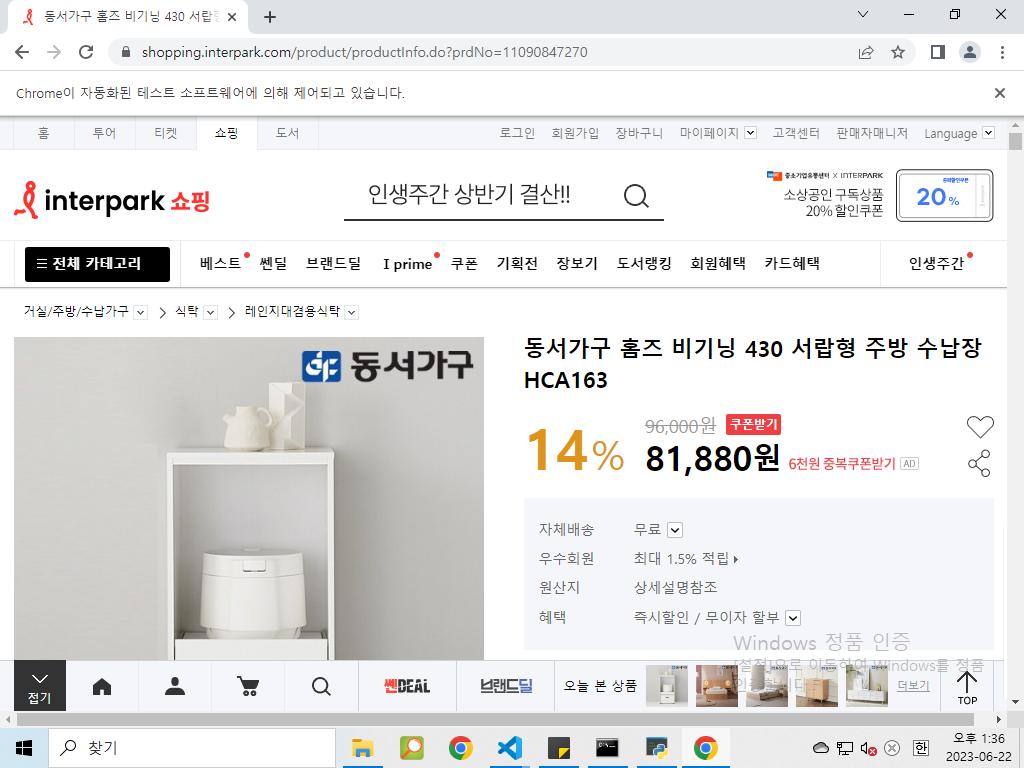 동서가구 홈즈 비기닝 430 서랍
shopping.interpark.com/product/productInfo.do?prdNo=11090847270
Chrome이 자동화된 테스트 소프트웨어에 의해 제어되고 있습니다.
홈 투어 티켓 쇼핑 도서 로그인 회원가입 장바구니 마이페이지 고객센터 판매자매니저 Language
interpark 쇼핑
인생주간 상반기 결산!!
중소기업유통센터 X INTERPARK
소상공인 구독상품
20% 할인쿠폰
중복할인쿠폰
20%
전체 카테고리 베스트 쎈딜 브랜드딜 I prime 쿠폰 기획전 장보기 도서랭킹 회원혜택 카드혜택 인생주간
거실/주방/수납가구 > 식탁 > 레인지대겸용식탁
동서가구
동서가구 홈즈 비기닝 430 서랍형 주방 수납장
HCA163
14%
96,000원 쿠폰받기
81,880원 6천원 중복쿠폰받기 AD
자체배송 무료
우수회원 최대 1.5% 적립
원산지 상세설명참조
혜택 즉시할인 / 무이자 할부
Windows 정품 인증
[설정]으로 이동하여 Windows를 정품
인증합니다.
접기
쎈DEAL 브랜드딜 오늘 본 상품 더보기 TOP
찾기
한
오후 1:36
2023-06-22